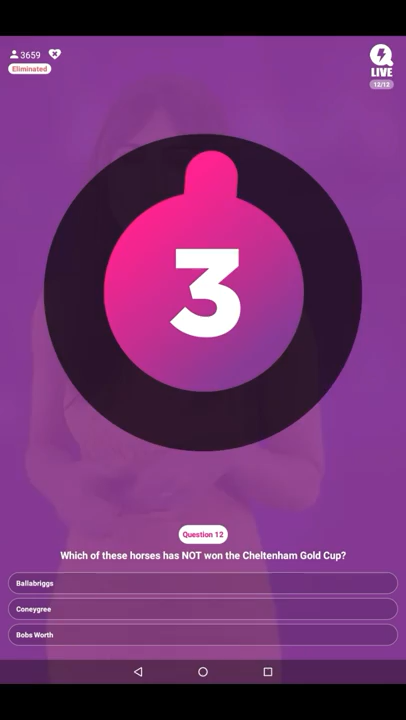 3659
Eliminated
LIVE
12/12
3
Question 12
Which of these horses has NOT won the Cheltenham Gold Cup?
Ballabriggs
Coneygree
Bobs Worth